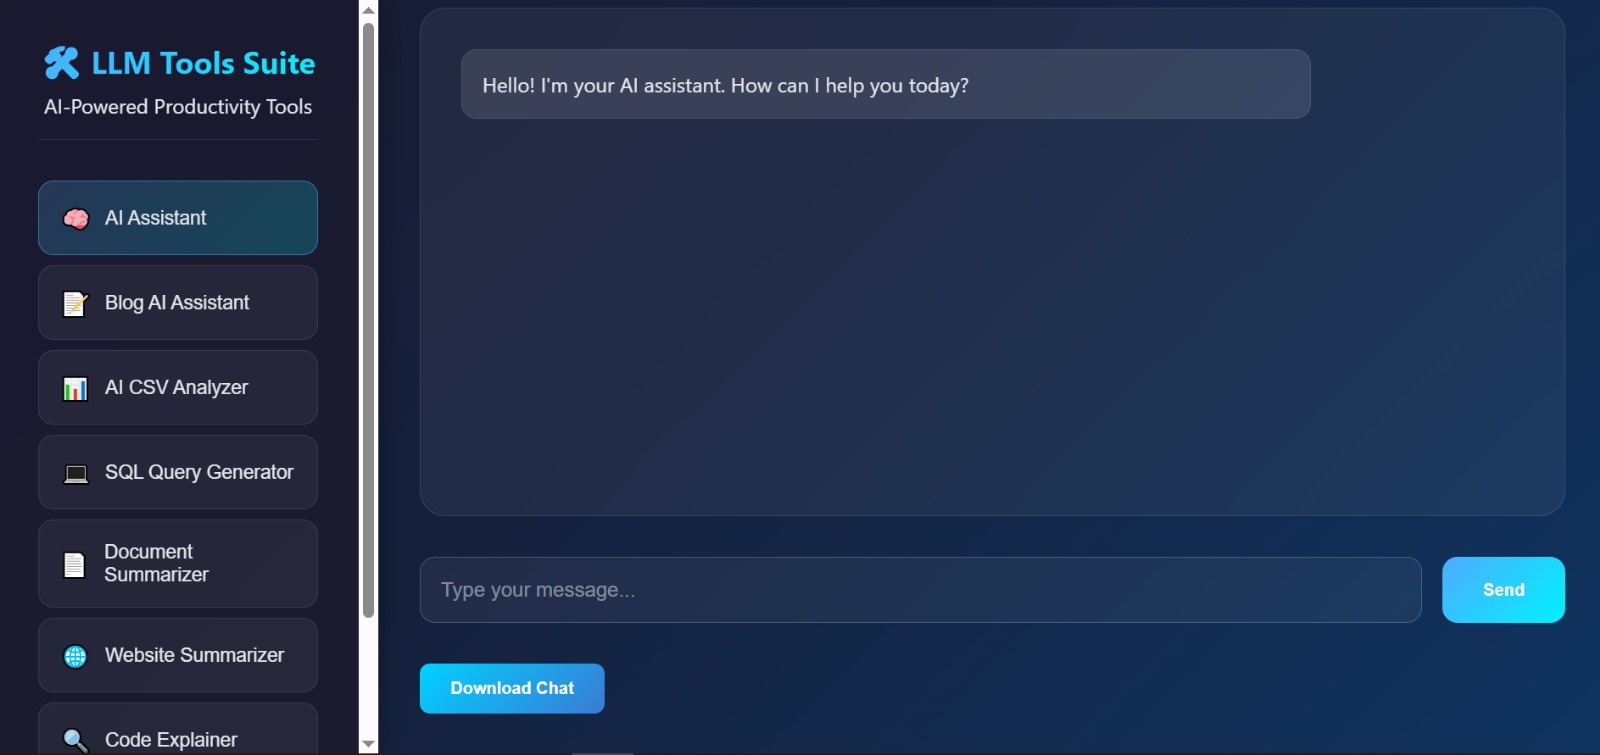 LLM Tools Suite
AI-Powered Productivity Tools
AI Assistant
Blog AI Assistant
AI CSV Analyzer
SQL Query Generator
Document
Summarizer
Website Summarizer
Code Explainer
Hello! I'm your AI assistant. How can I help you today?
Type your message...
Send
Download Chat